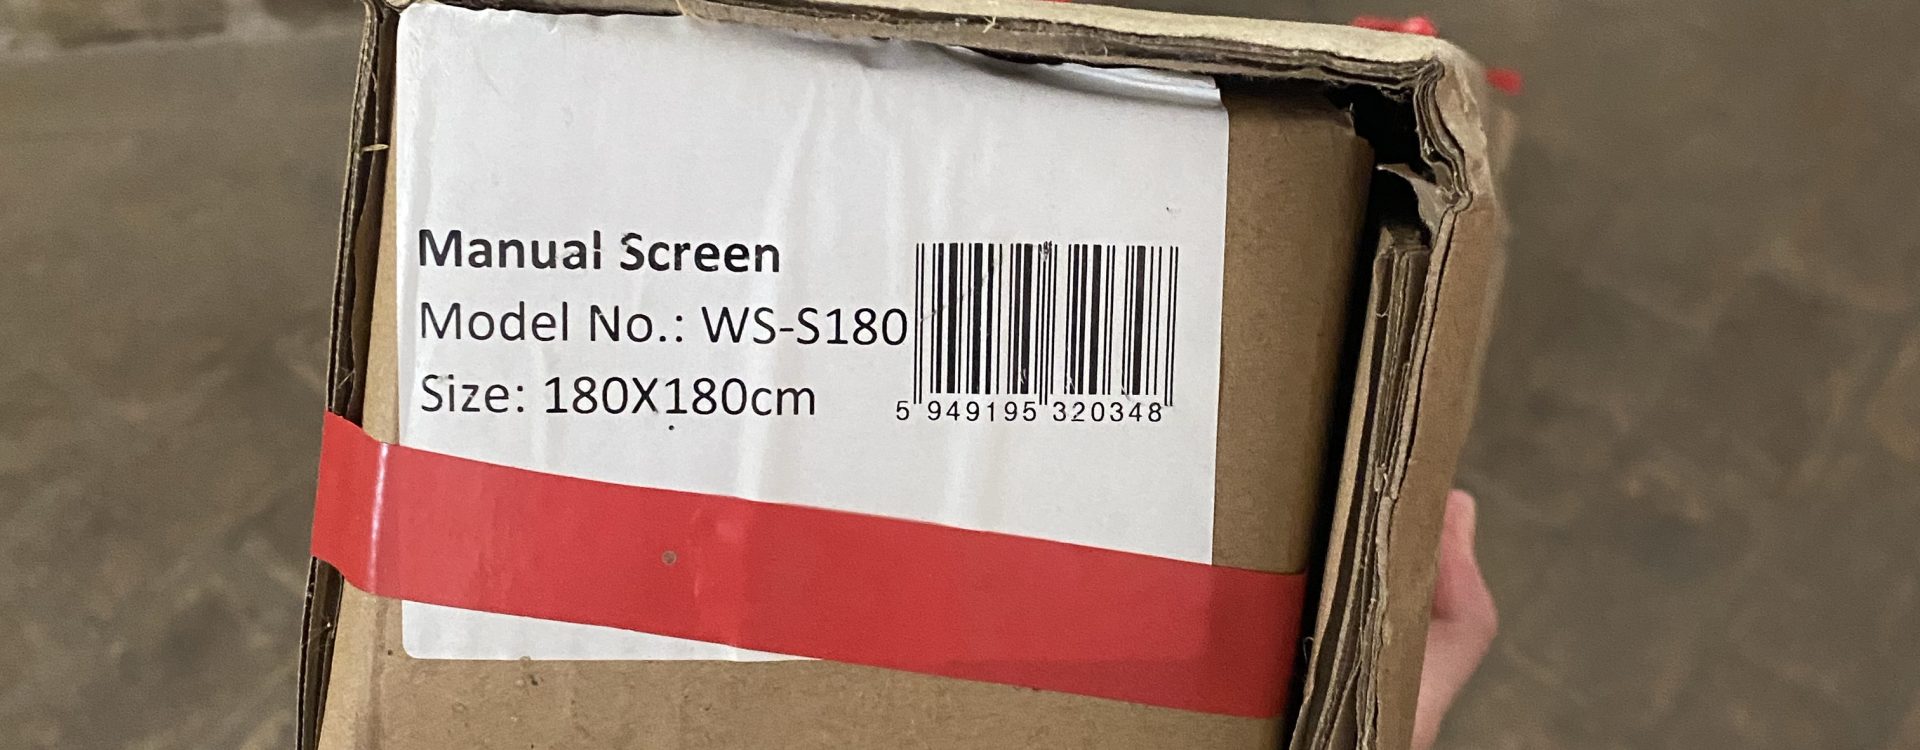 Manual Screen
Model No.: WS-S180
Size: 180X180cm
5 949195 320348